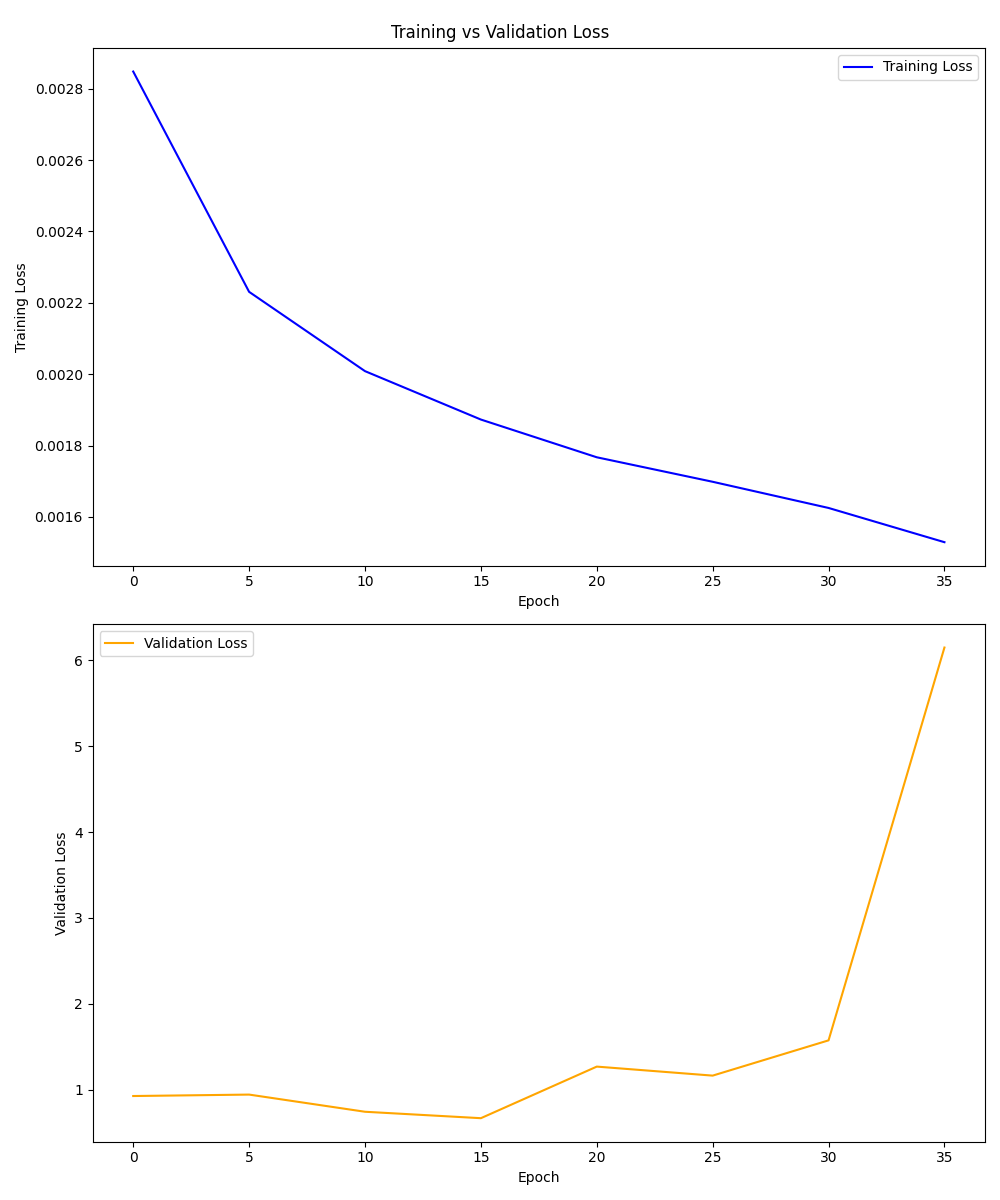 Training vs Validation Loss
Training Loss
0.0028
0.0026
0.0024
0.0022
0.0020
0.0018
0.0016
Training Loss
0 5 10 15 20 25 30 35
Epoch
Validation Loss
6
5
4
3
2
1
Validation Loss
0 5 10 15 20 25 30 35
Epoch